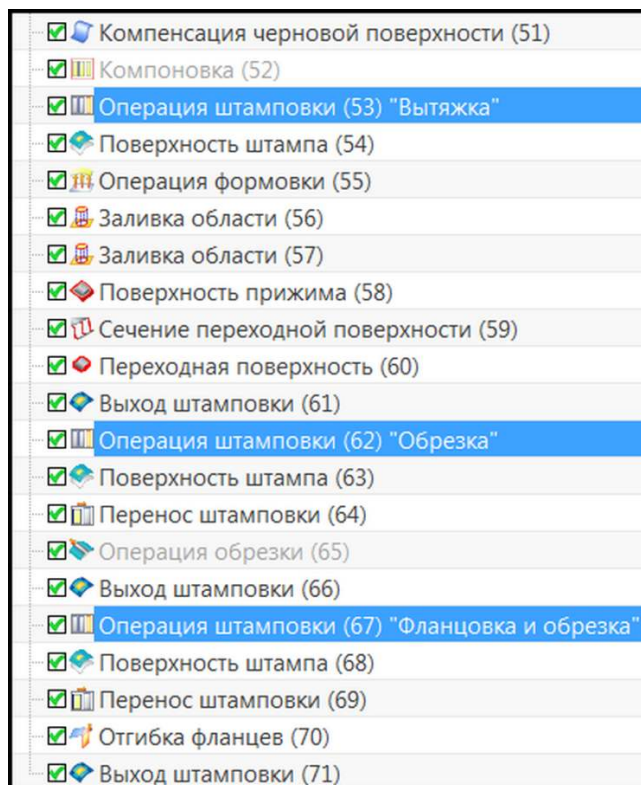 Компенсация черновой поверхности (51)
Компоновка (52)
Операция штамповки (53) "Вытяжка"
Поверхность штампа (54)
Операция формовки (55)
Заливка области (56)
Заливка области (57)
Поверхность прижима (58)
Сечение переходной поверхности (59)
Переходная поверхность (60)
Выход штамповки (61)
Операция штамповки (62) "Обрезка"
Поверхность штампа (63)
Перенос штамповки (64)
Операция обрезки (65)
Выход штамповки (66)
Операция штамповки (67) "Фланцовка и обрезка"
Поверхность штампа (68)
Перенос штамповки (69)
Отгибка фланцев (70)
Выход штамповки (71)